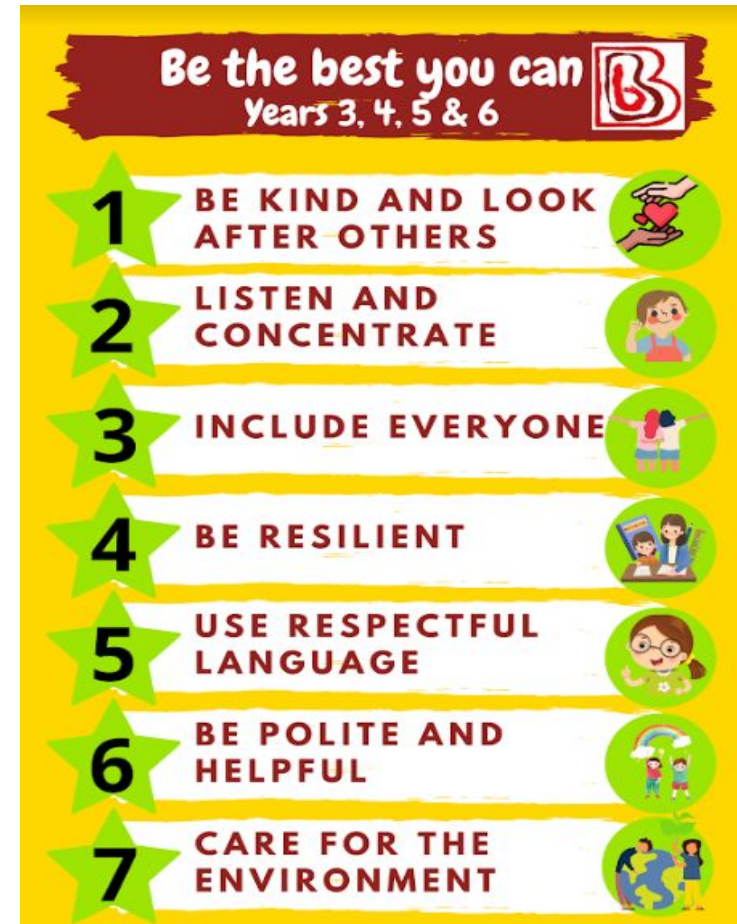 Be the best you can
Years 3, 4, 5 & 6
1
BE KIND AND LOOK
AFTER OTHERS
2
LISTEN AND
CONCENTRATE
3
INCLUDE EVERYONE
4
BE RESILIENT
5
USE RESPECTFUL
LANGUAGE
6
BE POLITE AND
HELPFUL
7
CARE FOR THE
ENVIRONMENT